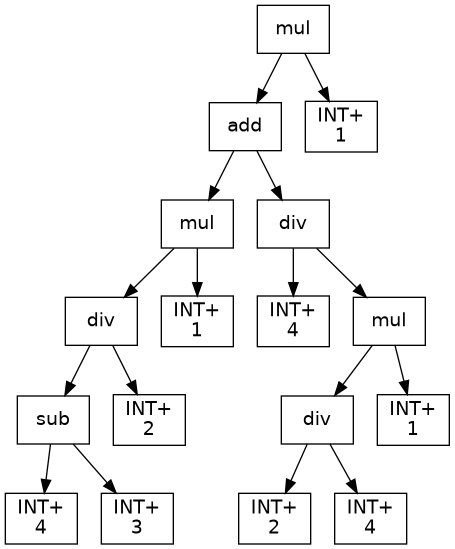 mul
add
INT+
1
mul
div
div
INT+
1
INT+
4
mul
sub
INT+
2
div
INT+
1
INT+
4
INT+
3
INT+
2
INT+
4